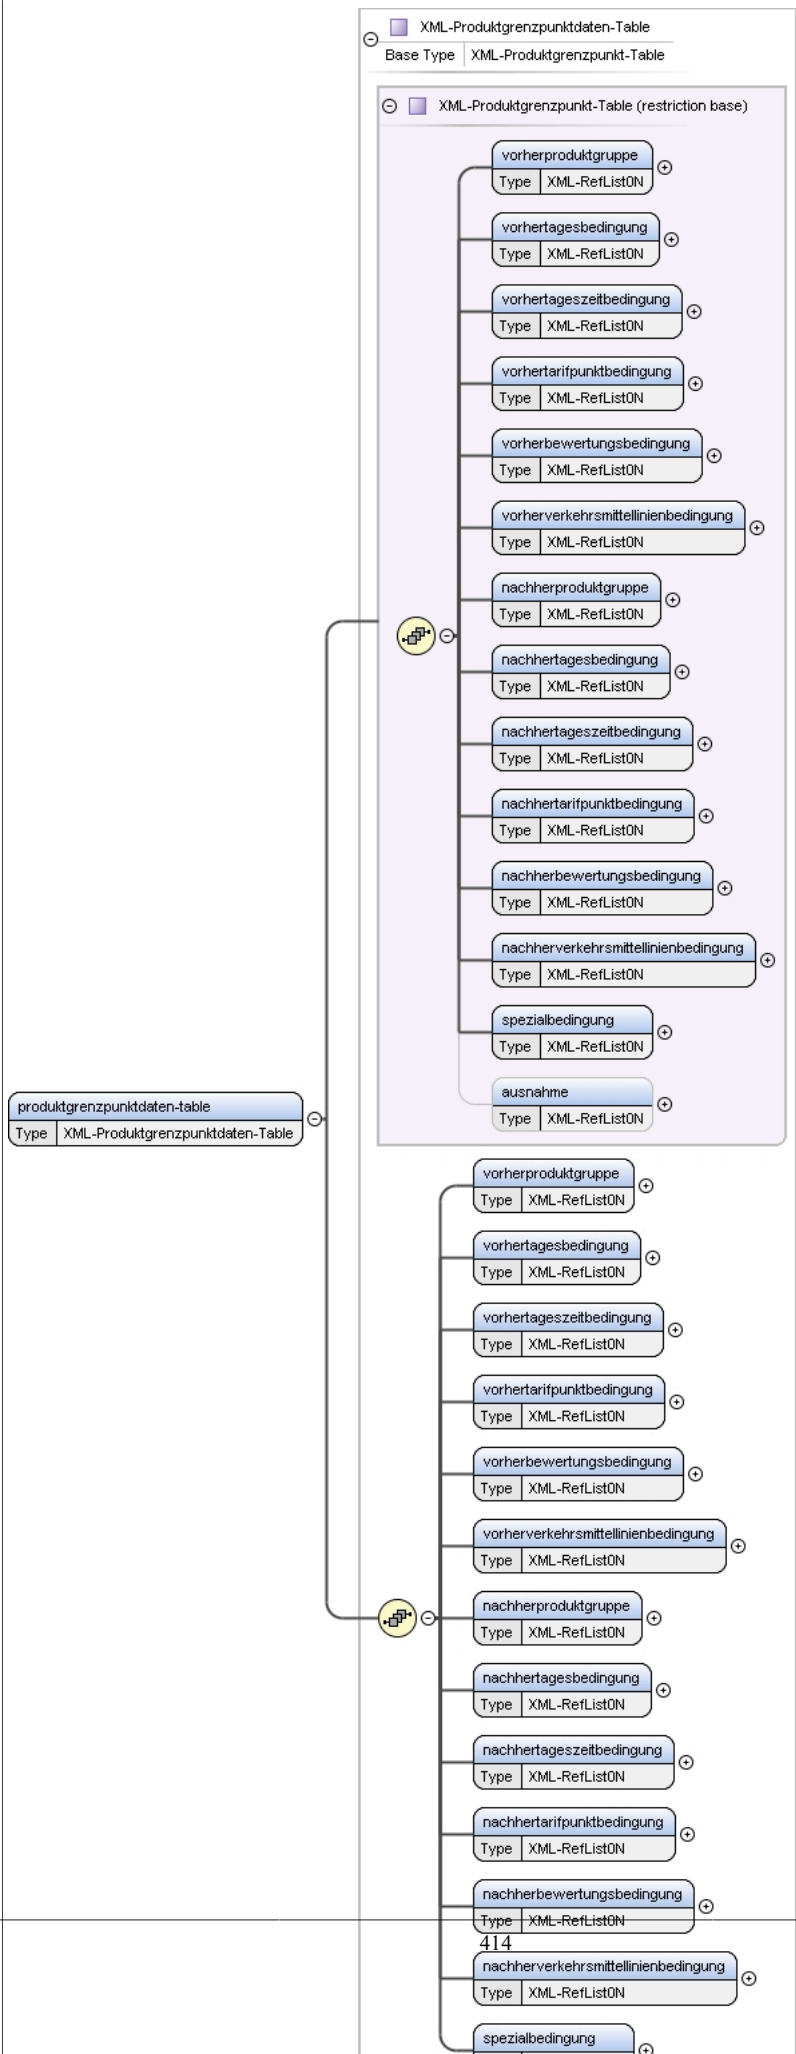 XML-Produktgrenzpunktdaten-Table
Base Type XML-Produktgrenzpunkt-Table
XML-Produktgrenzpunkt-Table (restriction base)
vorherproduktgruppe
Type XML-RefList0N
vorhertagesbedingung
Type XML-RefList0N
vorhertageszeitbedingung
Type XML-RefList0N
vorhertarifpunktbedingung
Type XML-RefList0N
vorherbewertungsbedingung
Type XML-RefList0N
vorherverkehrsmittellinienbedingung
Type XML-RefList0N
nachherproduktgruppe
Type XML-RefList0N
nachhertagesbedingung
Type XML-RefList0N
nachhertageszeitbedingung
Type XML-RefList0N
nachhertarifpunktbedingung
Type XML-RefList0N
nachherbewertungsbedingung
Type XML-RefList0N
nachherverkehrsmittellinienbedingung
Type XML-RefList0N
spezialbedingung
Type XML-RefList0N
ausnahme
Type XML-RefList0N
produktgrenzpunktdaten-table
Type XML-Produktgrenzpunktdaten-Table
vorherproduktgruppe
Type XML-RefList0N
vorhertagesbedingung
Type XML-RefList0N
vorhertageszeitbedingung
Type XML-RefList0N
vorhertarifpunktbedingung
Type XML-RefList0N
vorherbewertungsbedingung
Type XML-RefList0N
vorherverkehrsmittellinienbedingung
Type XML-RefList0N
nachherproduktgruppe
Type XML-RefList0N
nachhertagesbedingung
Type XML-RefList0N
nachhertageszeitbedingung
Type XML-RefList0N
nachhertarifpunktbedingung
Type XML-RefList0N
nachherbewertungsbedingung
Type XML-RefList0N
414
nachherverkehrsmittellinienbedingung
Type XML-RefList0N
spezialbedingung